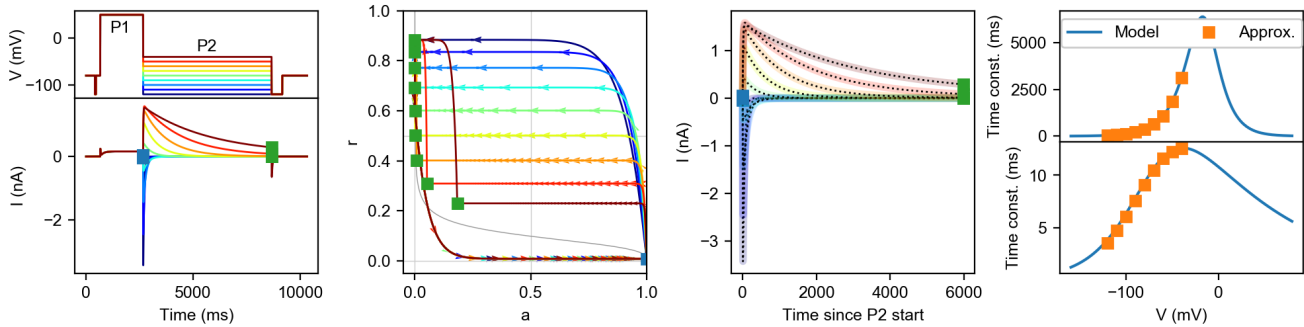 P1
P2
V (mV)
0
−100
I (nA)
0
−2
0
5000
10000
Time (ms)
r
1.0
0.8
0.6
0.4
0.2
0.0
0.0
0.5
1.0
a
I (nA)
1
0
−1
−2
−3
0
2000
4000
6000
Time since P2 start
Model
Approx.
Time const. (ms)
5000
2500
0
Time const. (ms)
10
5
−100
0
V (mV)